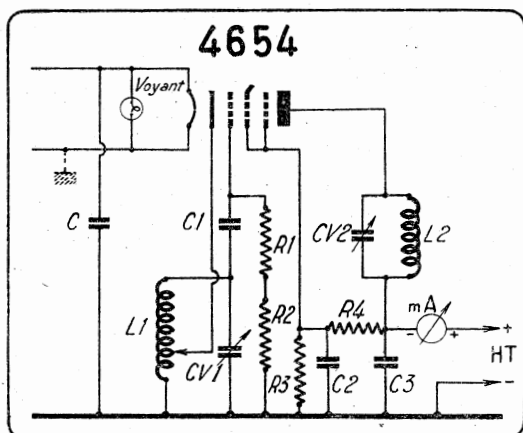 4654
Voyant
C
C1
R1
CV2
L2
L1
R2
R4
mA
+
-
+
HT
CV1
R3
C2
C3
-